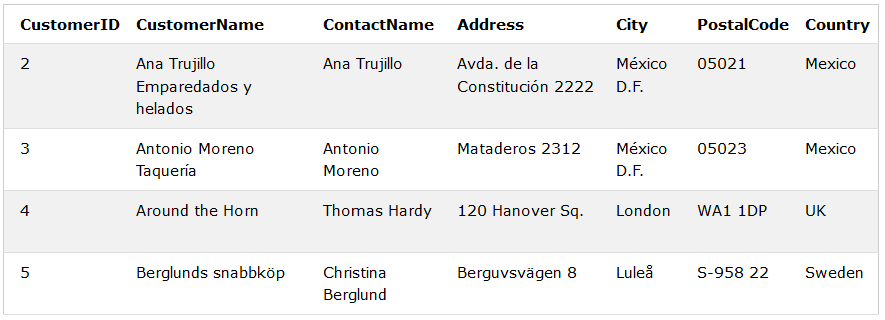 CustomerID CustomerName ContactName Address City PostalCode Country
2 Ana Trujillo Ana Trujillo Avda. de la México 05021 Mexico
Emparedados y Constitución 2222 D.F.
helados
3 Antonio Moreno Antonio Mataderos 2312 México 05023 Mexico
Taquería Moreno D.F.
4 Around the Horn Thomas Hardy 120 Hanover Sq. London WA1 1DP UK
5 Berglunds snabbköp Christina Berguvsvägen 8 Luleå S-958 22 Sweden
Berglund